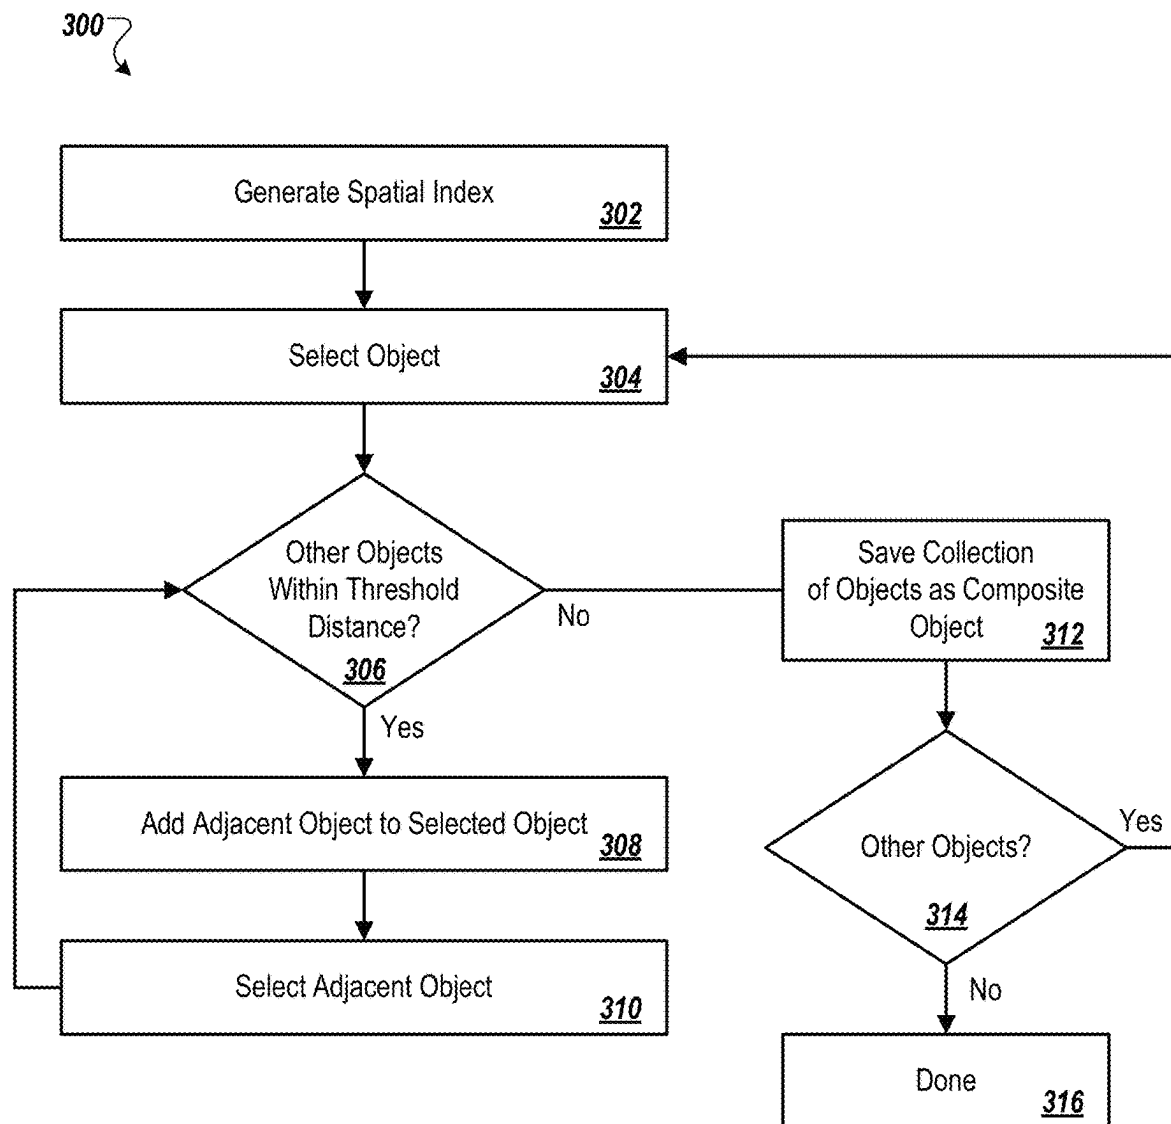 300
Generate Spatial Index
302
Select Object
304
Other Objects
Within Threshold
Distance?
306
No
Yes
Add Adjacent Object to Selected Object
308
Select Adjacent Object
310
Save Collection
of Objects as Composite
Object
312
Other Objects?
314
Yes
No
Done
316